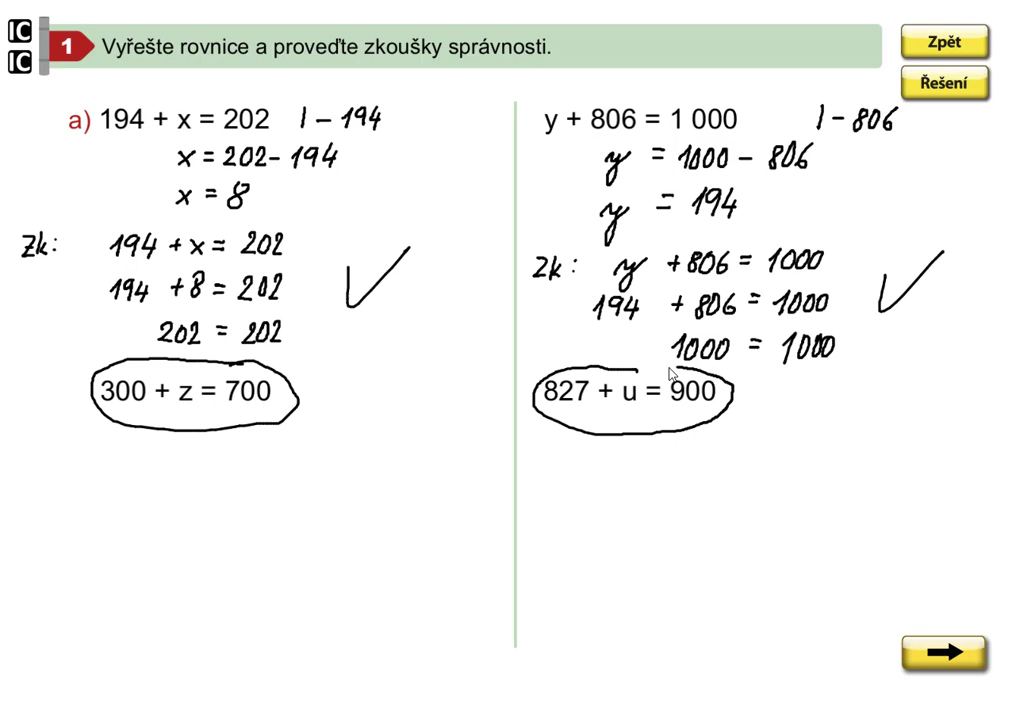 IC
IC
1 Vyřešte rovnice a proveďte zkoušky správnosti.
Zpět
Řešení
a) 194 + x = 202 | - 194
x = 202 - 194
x = 8
Zk: 194 + x = 202
194 + 8 = 202
202 = 202
300 + z = 700
y + 806 = 1 000 | - 806
y = 1000 - 806
y = 194
Zk: y + 806 = 1000
194 + 806 = 1000
1000 = 1000
827 + u = 900